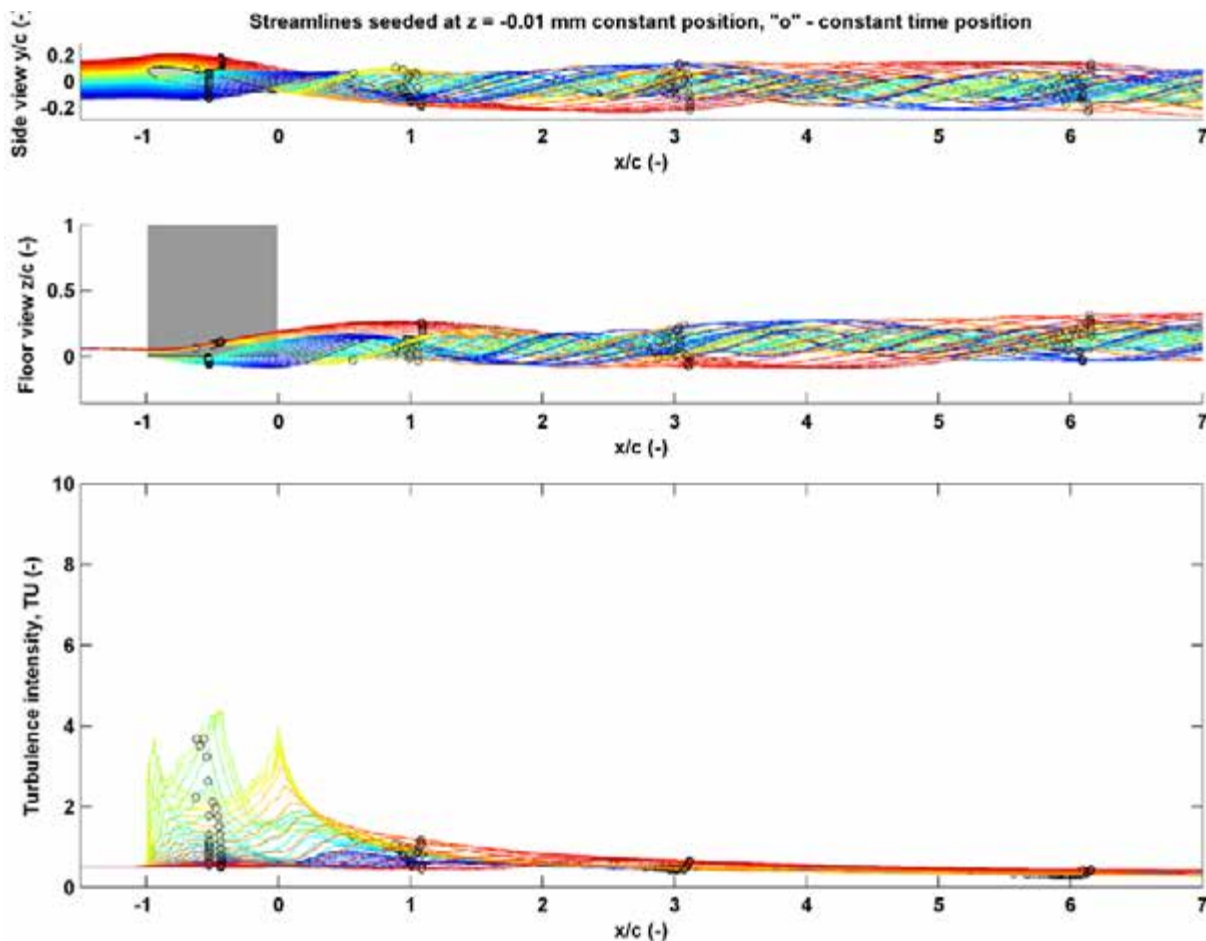 Streamlines seeded at z = -0.01 mm constant position, "o" - constant time position
Side view y/c (-)
0.2
0
-0.2
-1 0 1 2 3 4 5 6 7
x/c (-)
Floor view z/c (-)
1
0.5
0
-1 0 1 2 3 4 5 6 7
x/c (-)
Turbulence intensity, TU (-)
10
8
6
4
2
0
-1 0 1 2 3 4 5 6 7
x/c (-)